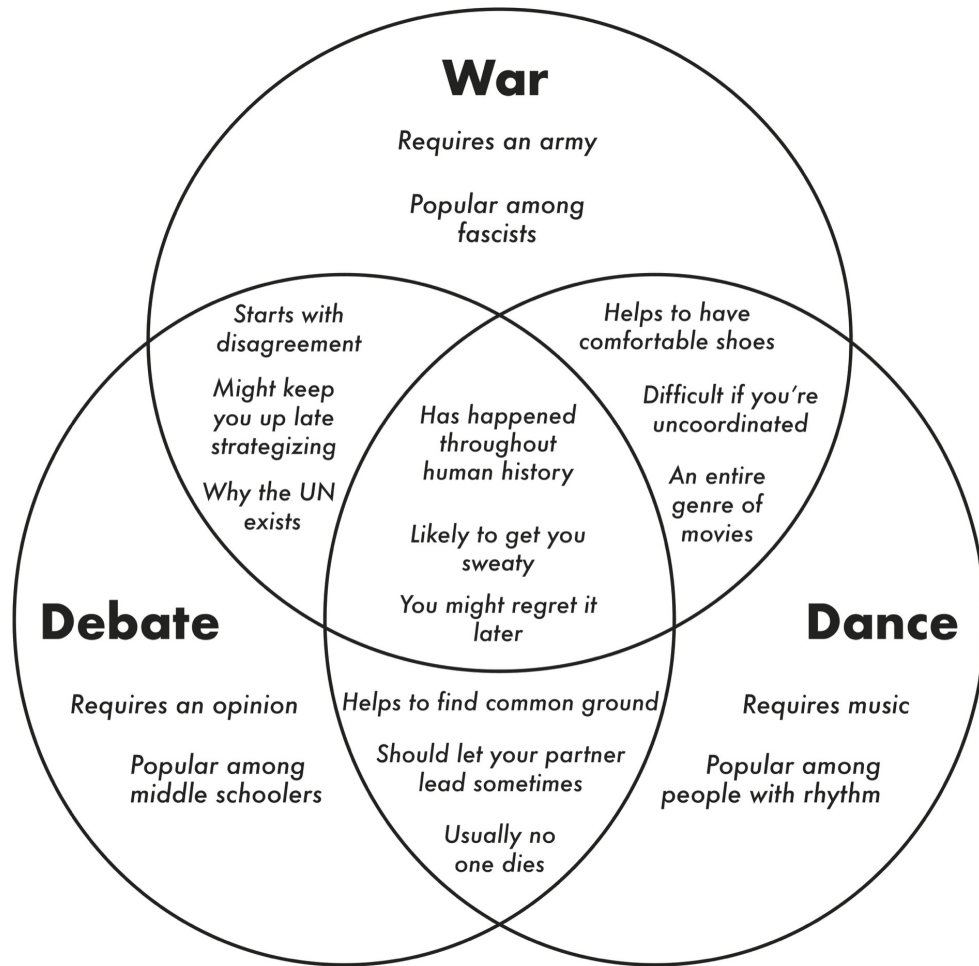 War
Requires an army
Popular among
fascists
Starts with
disagreement
Might keep
you up late
strategizing
Why the UN
exists
Helps to have
comfortable shoes
Difficult if you’re
uncoordinated
An entire
genre of
movies
Has happened
throughout
human history
Likely to get you
sweaty
You might regret it
later
Debate
Requires an opinion
Popular among
middle schoolers
Helps to find common ground
Should let your partner
lead sometimes
Usually no
one dies
Dance
Requires music
Popular among
people with rhythm